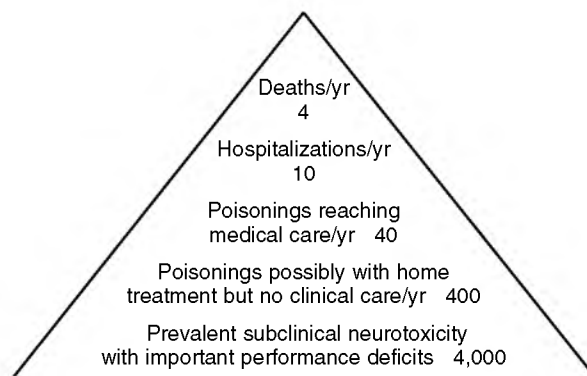 Deaths/yr
4
Hospitalizations/yr
10
Poisonings reaching
medical care/yr 40
Poisonings possibly with home
treatment but no clinical care/yr 400
Prevalent subclinical neurotoxicity
with important performance deficits 4,000